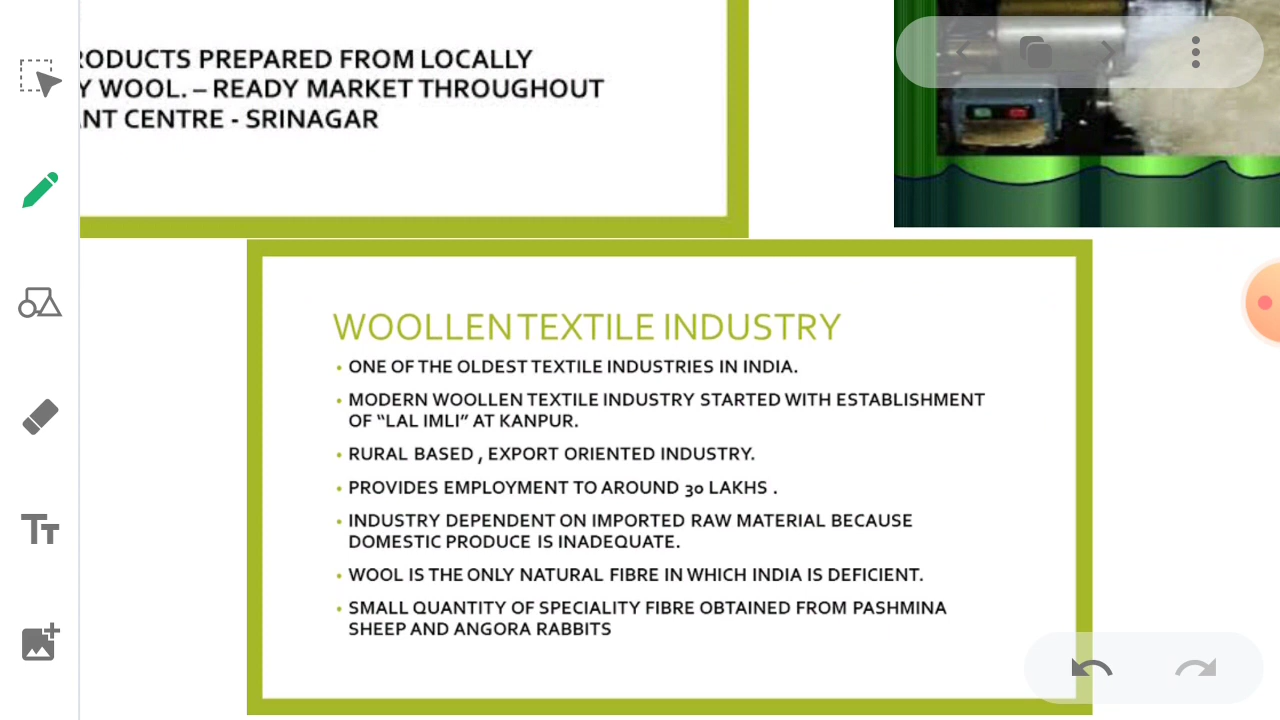 RODUCTS PREPARED FROM LOCALLY
Y WOOL. – READY MARKET THROUGHOUT
ANT CENTRE - SRINAGAR
WOOLLEN TEXTILE INDUSTRY
• ONE OF THE OLDEST TEXTILE INDUSTRIES IN INDIA.
• MODERN WOOLLEN TEXTILE INDUSTRY STARTED WITH ESTABLISHMENT
OF “LAL IMLI” AT KANPUR.
• RURAL BASED , EXPORT ORIENTED INDUSTRY.
• PROVIDES EMPLOYMENT TO AROUND 30 LAKHS .
• INDUSTRY DEPENDENT ON IMPORTED RAW MATERIAL BECAUSE
DOMESTIC PRODUCE IS INADEQUATE.
• WOOL IS THE ONLY NATURAL FIBRE IN WHICH INDIA IS DEFICIENT.
• SMALL QUANTITY OF SPECIALITY FIBRE OBTAINED FROM PASHMINA
SHEEP AND ANGORA RABBITS